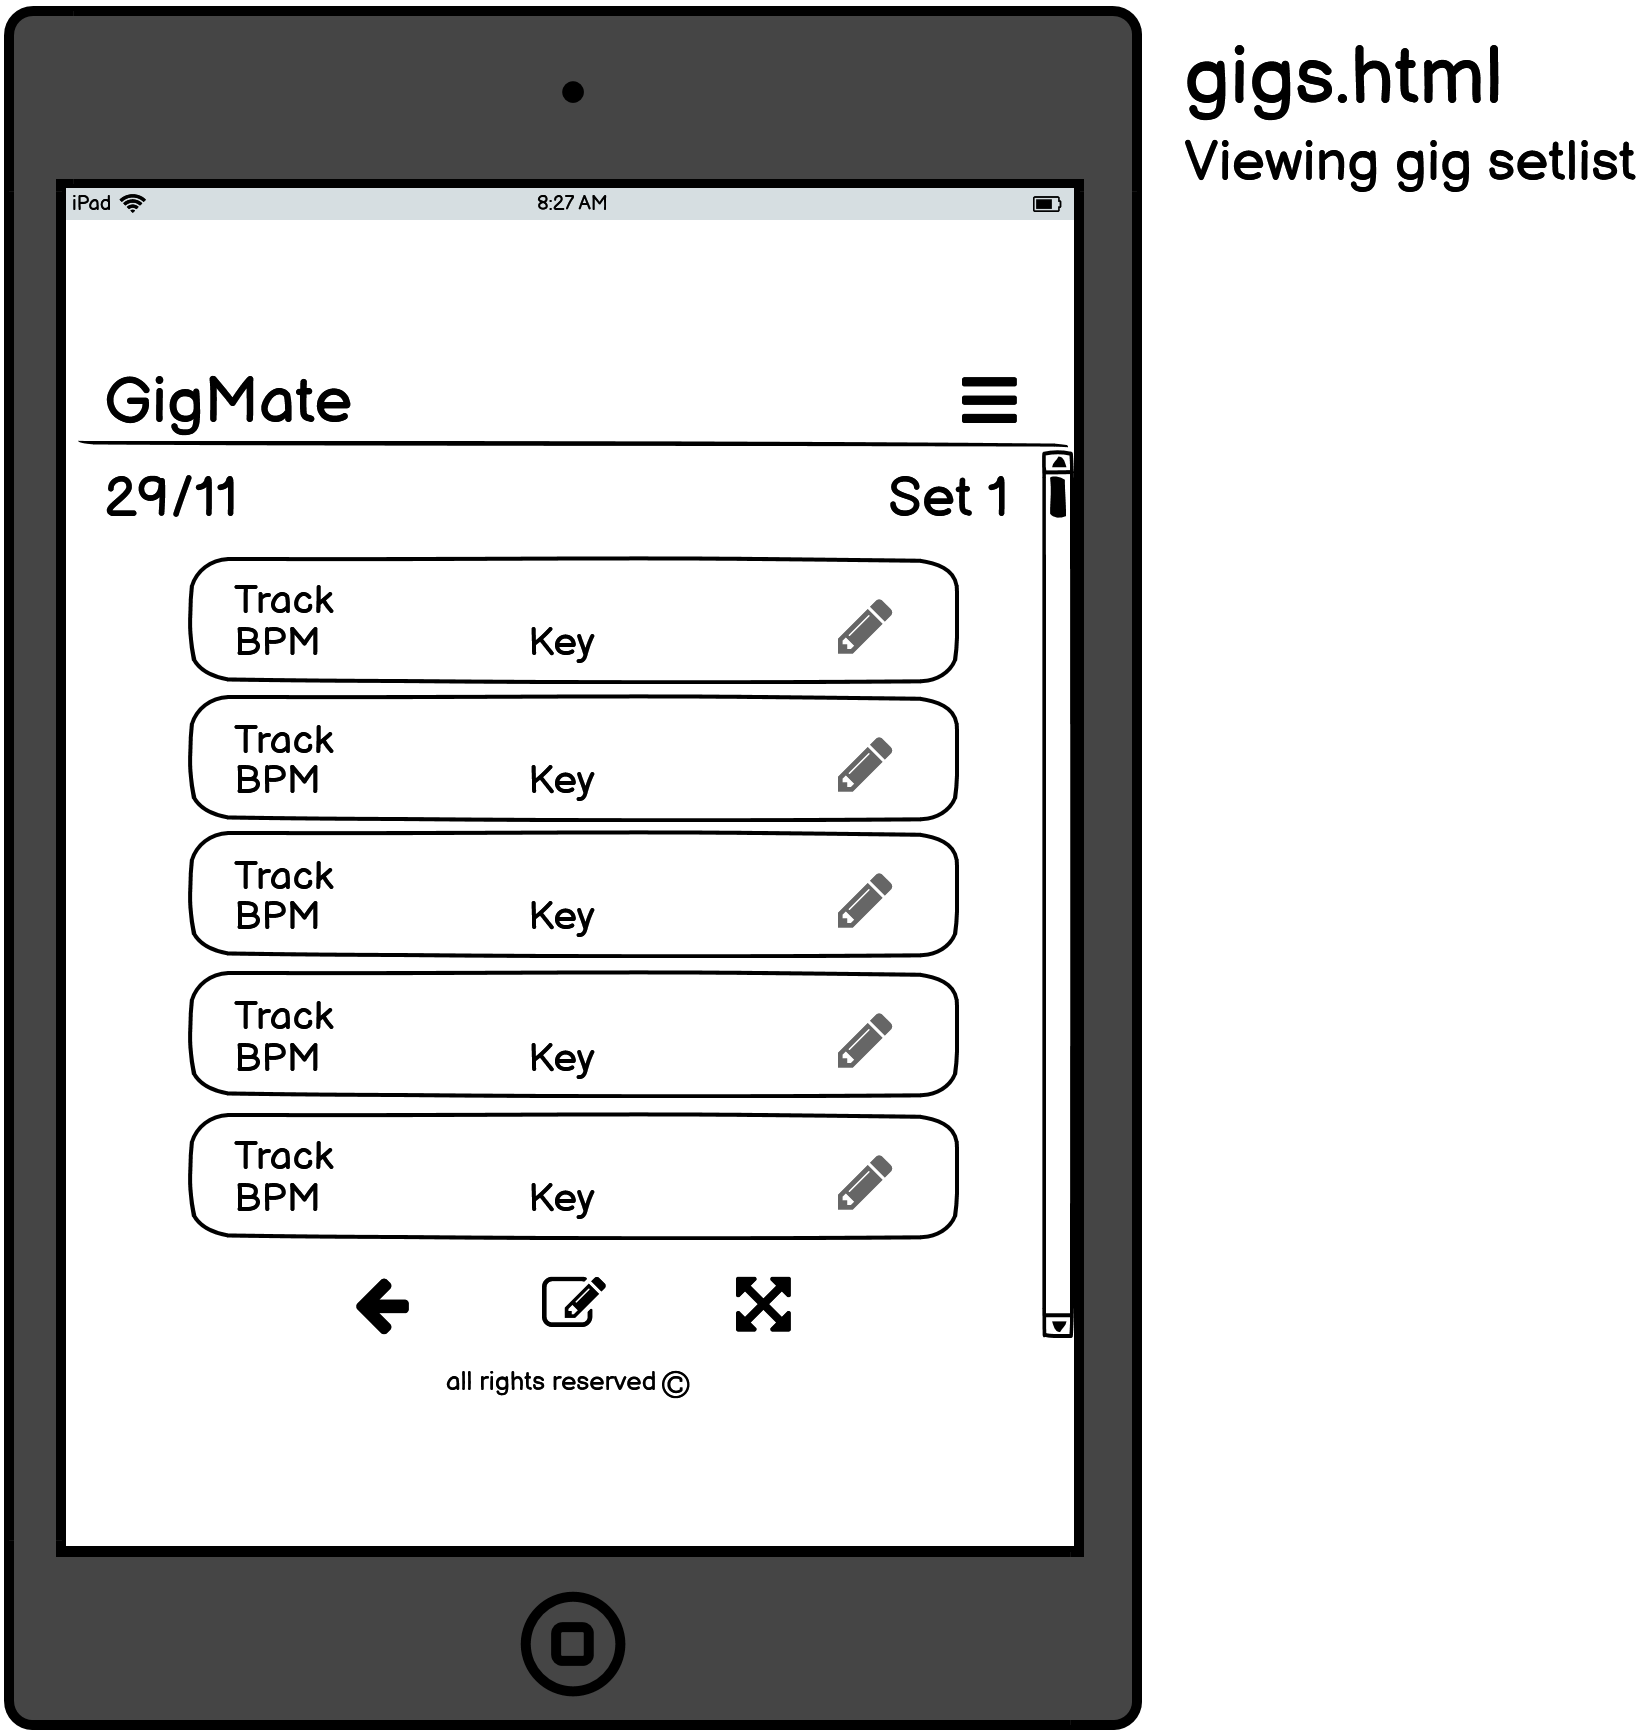 gigs.html
Viewing gig setlist
iPad 8:27 AM
GigMate
29/11 Set 1
Track
BPM Key
Track
BPM Key
Track
BPM Key
Track
BPM Key
Track
BPM Key
all rights reserved ©